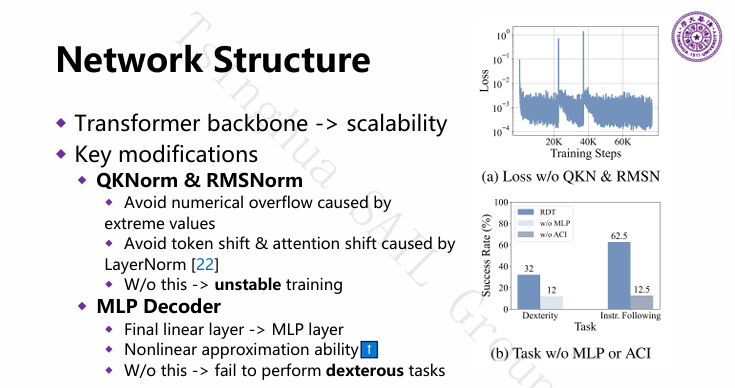 Network Structure
Transformer backbone -> scalability
Key modifications
QKNorm & RMSNorm
Avoid numerical overflow caused by
extreme values
Avoid token shift & attention shift caused by
LayerNorm [22]
W/o this -> unstable training
MLP Decoder
Final linear layer -> MLP layer
Nonlinear approximation ability↑
W/o this -> fail to perform dexterous tasks
Tsinghua SAIL Group
10⁰
10⁻¹
10⁻²
10⁻³
10⁻⁴
Loss
20K 40K 60K
Training Steps
(a) Loss w/o QKN & RMSN
100
80
60
40
20
0
Success Rate (%)
RDT
w/o MLP
w/o ACI
32
12
62.5
12.5
Dexterity Instr. Following
Task
(b) Task w/o MLP or ACI